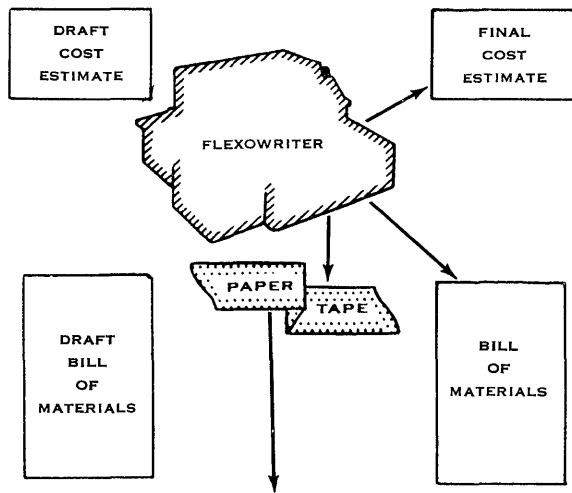 DRAFT
COST
ESTIMATE
FINAL
COST
ESTIMATE
FLEXOWRITER
PAPER
TAPE
DRAFT
BILL
OF
MATERIALS
BILL
OF
MATERIALS